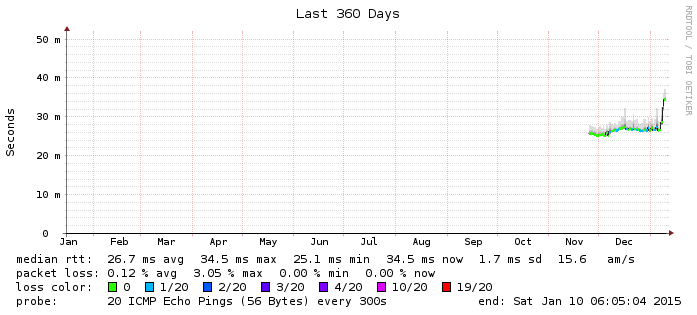 Last 360 Days
RRDTOOL / TOBI OETIKER
Seconds
50 m
40 m
30 m
20 m
10 m
0
Jan Feb Mar Apr May Jun Jul Aug Sep Oct Nov Dec
median rtt: 26.7 ms avg 34.5 ms max 25.1 ms min 34.5 ms now 1.7 ms sd 15.6 am/s
packet loss: 0.12 % avg 3.05 % max 0.00 % min 0.00 % now
loss color: 0 1/20 2/20 3/20 4/20 10/20 19/20
probe: 20 ICMP Echo Pings (56 Bytes) every 300s end: Sat Jan 10 06:05:04 2015